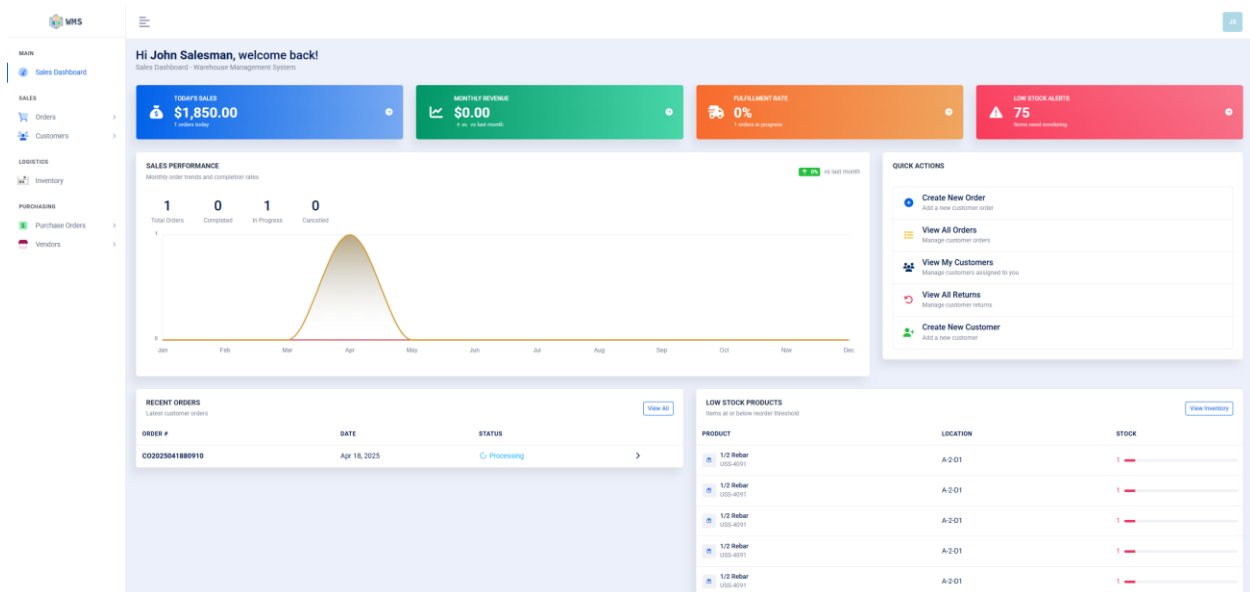 WMS
JS
MAIN
Sales Dashboard
SALES
Orders
Customers
LOGISTICS
Inventory
PURCHASING
Purchase Orders
Vendors
Hi John Salesman, welcome back!
Sales Dashboard - Warehouse Management System
TODAY'S SALES
$1,850.00
1 orders today
MONTHLY REVENUE
$0.00
vs last month
FULFILLMENT RATE
0%
1 orders in progress
LOW STOCK ALERTS
75
Items need reordering
SALES PERFORMANCE
Monthly order trends and completion rates
0% vs last month
1 0 1 0
Total Orders Completed In Progress Cancelled
1
0
Jan Feb Mar Apr May Jun Jul Aug Sep Oct Nov Dec
QUICK ACTIONS
Create New Order
Add a new customer order
View All Orders
Manage customer orders
View My Customers
Manage customers assigned to you
View All Returns
Manage customer returns
Create New Customer
Add a new customer
RECENT ORDERS
Latest customer orders
View All
ORDER # DATE STATUS
CO2025041880910 Apr 18, 2025 Processing
LOW STOCK PRODUCTS
Items at or below reorder threshold
View Inventory
PRODUCT LOCATION STOCK
1/2 Rebar
USS-4091
A-2-D1 1
1/2 Rebar
USS-4091
A-2-D1 1
1/2 Rebar
USS-4091
A-2-D1 1
1/2 Rebar
USS-4091
A-2-D1 1
1/2 Rebar
USS-4091
A-2-D1 1